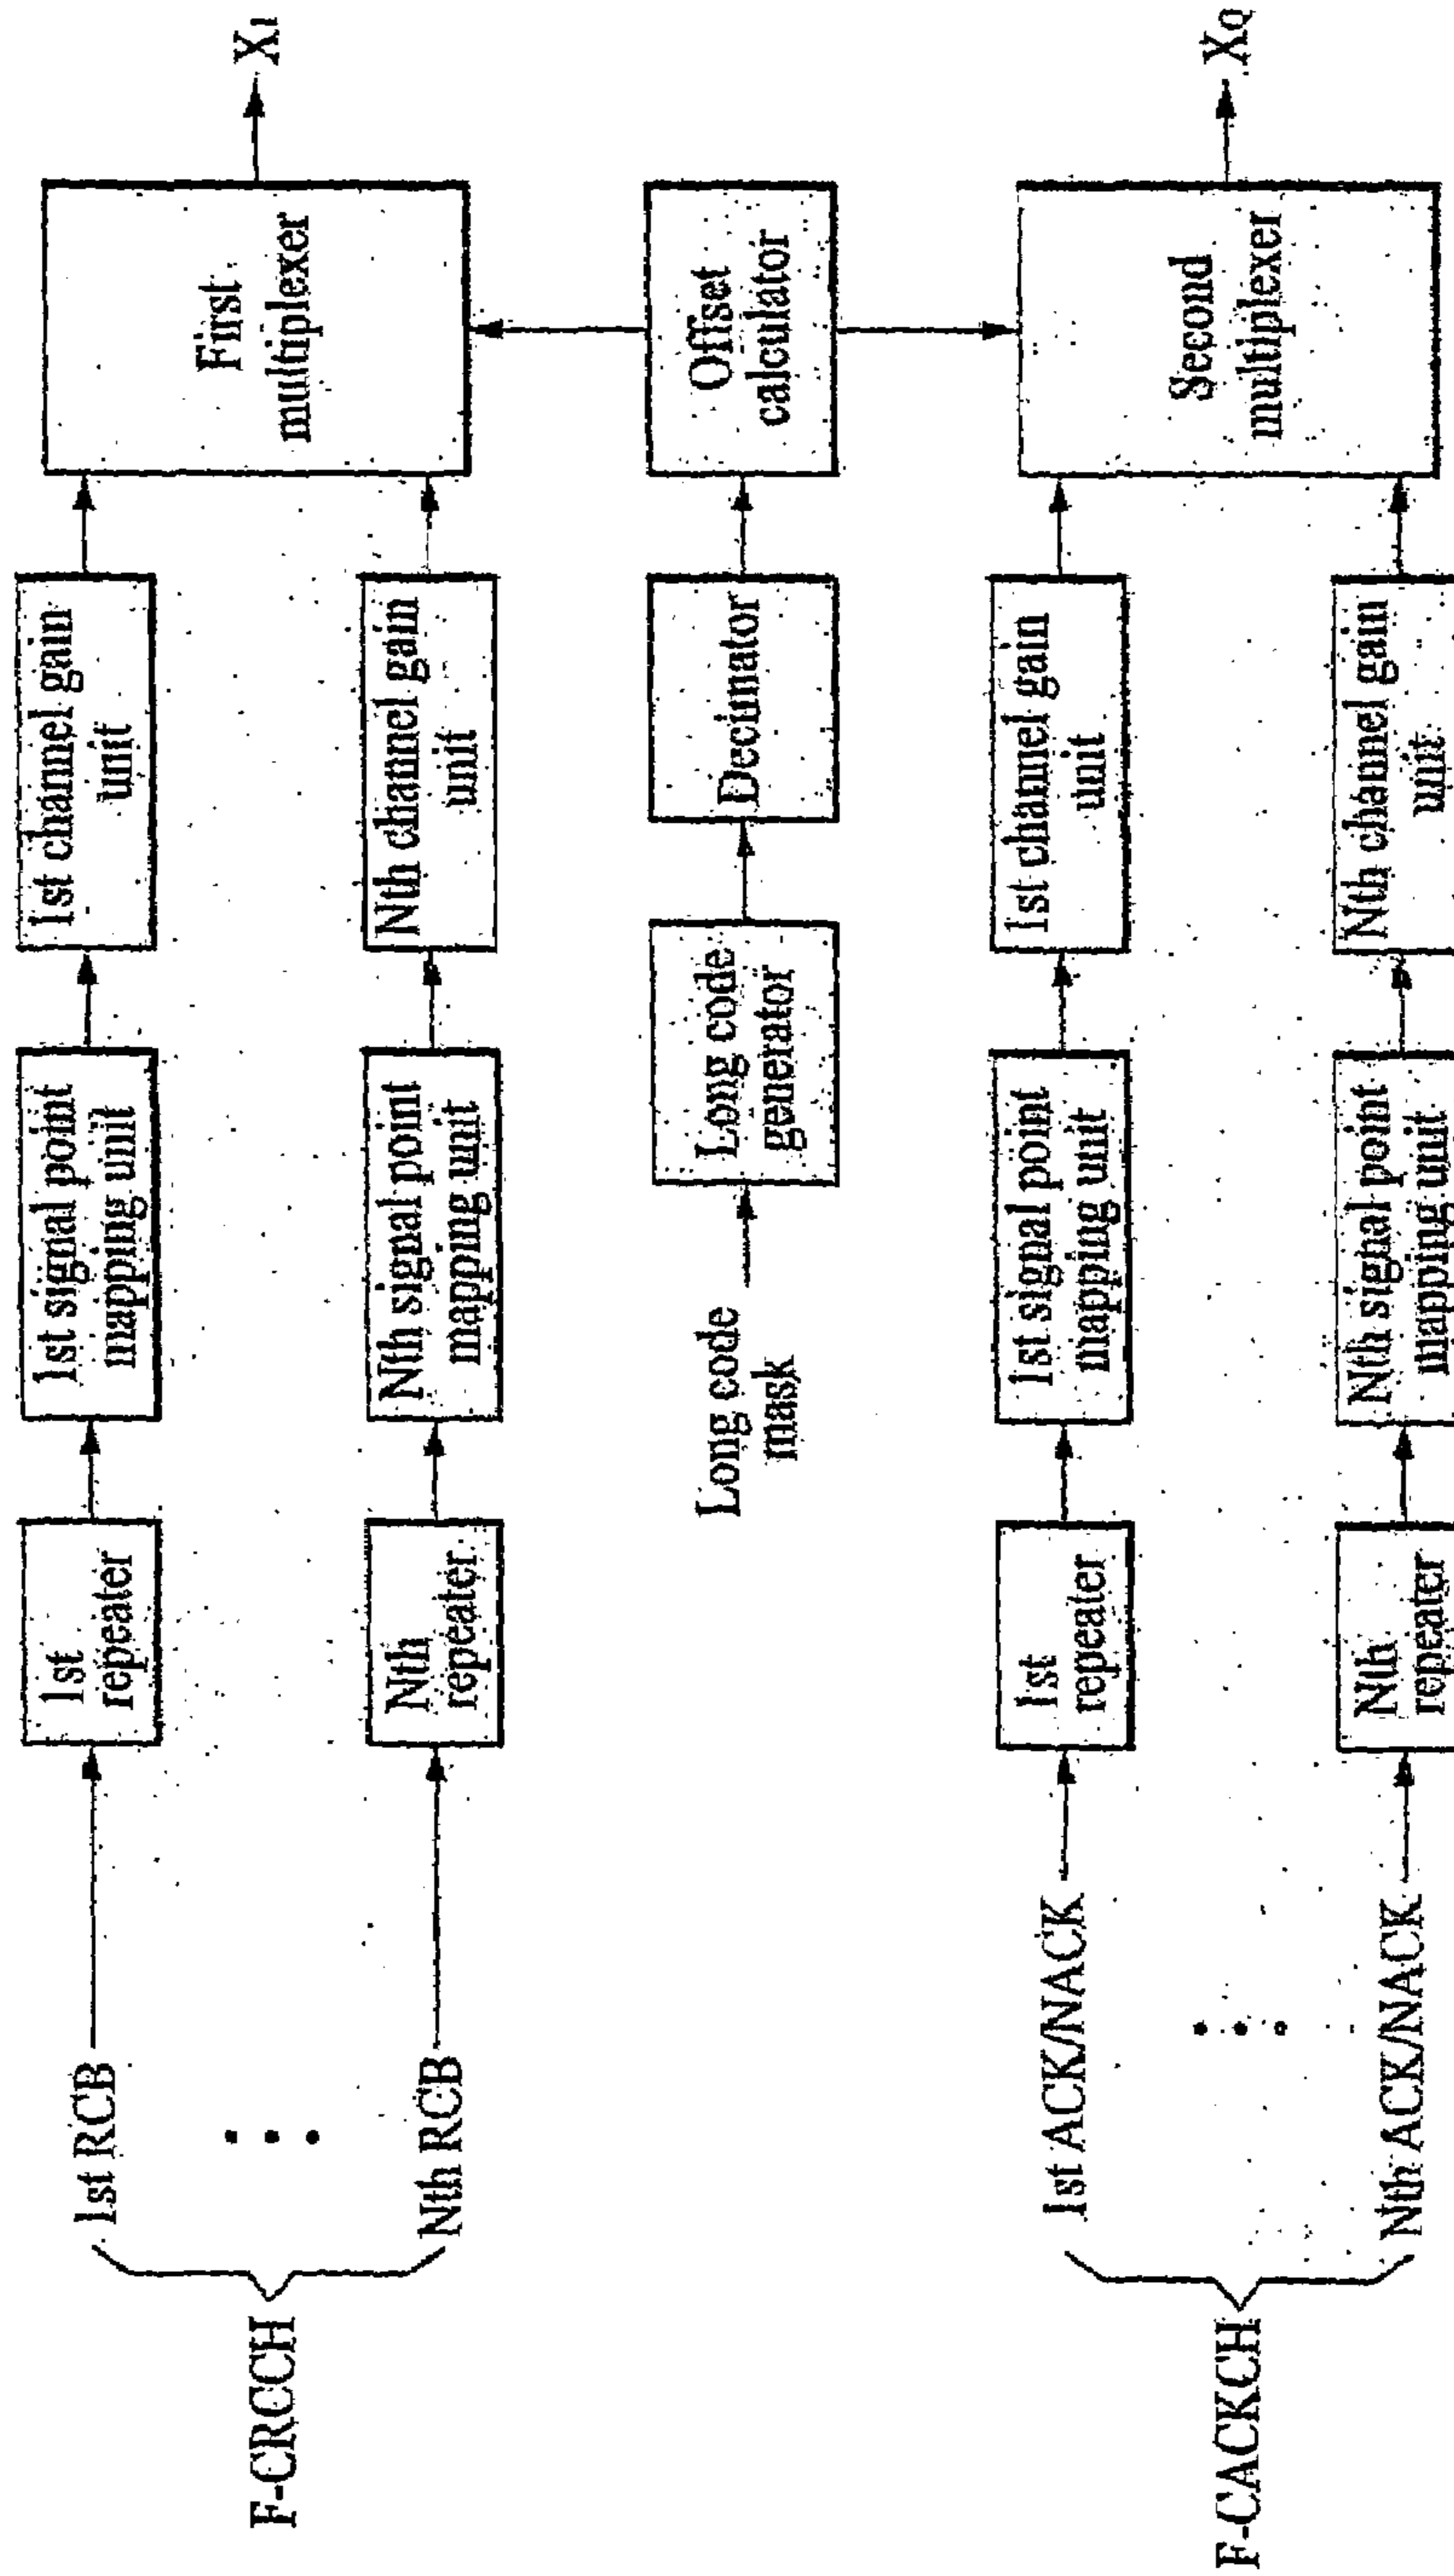 F-CRCCH
1st RCB
Nth RCB
1st
repeater
Nth
repeater
1st signal point
mapping unit
Nth signal point
mapping unit
1st channel gain
unit
Nth channel gain
unit
First
multiplexer
XI
Long code
mask
Long code
generator
Decimator
Offset
calculator
F-CACKCH
1st ACK/NACK
Nth ACK/NACK
1st
repeater
Nth
repeater
1st signal point
mapping unit
Nth signal point
mapping unit
1st channel gain
unit
Nth channel gain
unit
Second
multiplexer
XQ